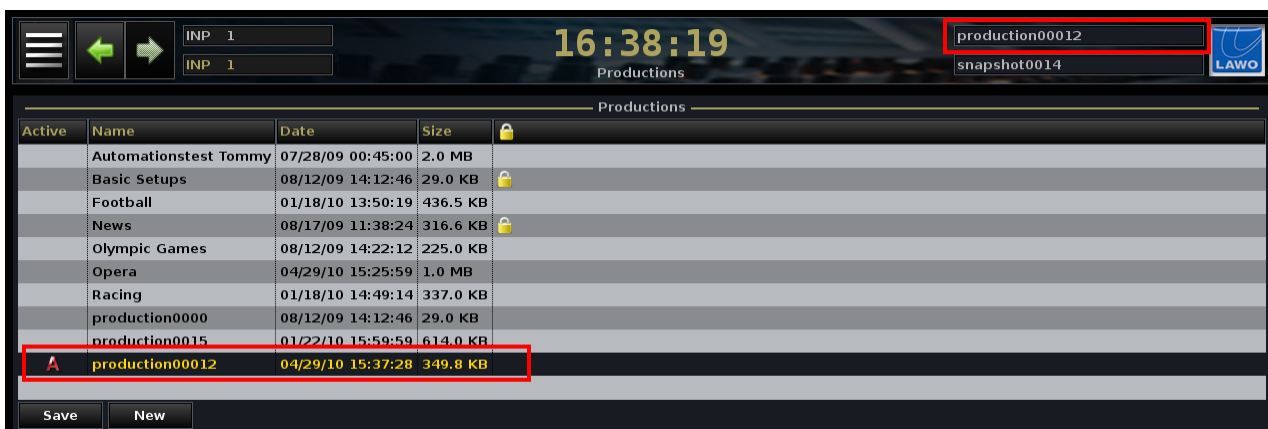 INP 1
INP 1
16:38:19
Productions
production00012
snapshot0014
LAWO
Productions
Active Name Date Size
Automationstest Tommy 07/28/09 00:45:00 2.0 MB
Basic Setups 08/12/09 14:12:46 29.0 KB
Football 01/18/10 13:50:19 436.5 KB
News 08/17/09 11:38:24 316.6 KB
Olympic Games 08/12/09 14:22:12 225.0 KB
Opera 04/29/10 15:25:59 1.0 MB
Racing 01/18/10 14:49:14 337.0 KB
production0000 08/12/09 14:12:46 29.0 KB
production0015 01/22/10 15:59:59 614.0 KB
A production00012 04/29/10 15:37:28 349.8 KB
Save New